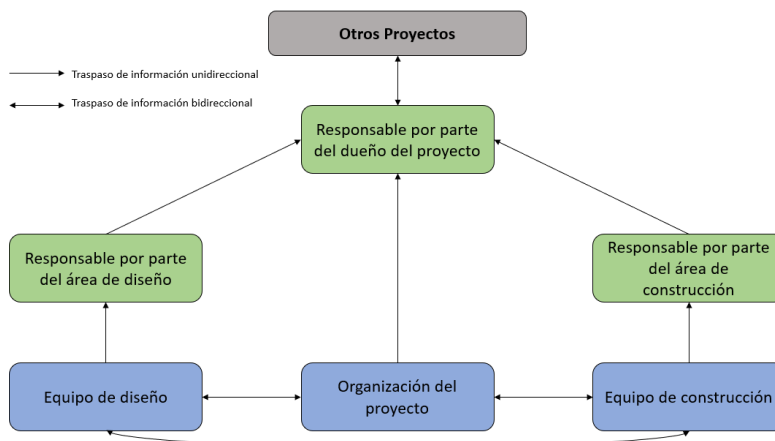 Otros Proyectos
Traspaso de información unidireccional
Traspaso de información bidireccional
Responsable por parte
del dueño del proyecto
Responsable por parte
del área de diseño
Responsable por parte
del área de
construcción
Equipo de diseño
Organización del
proyecto
Equipo de construcción